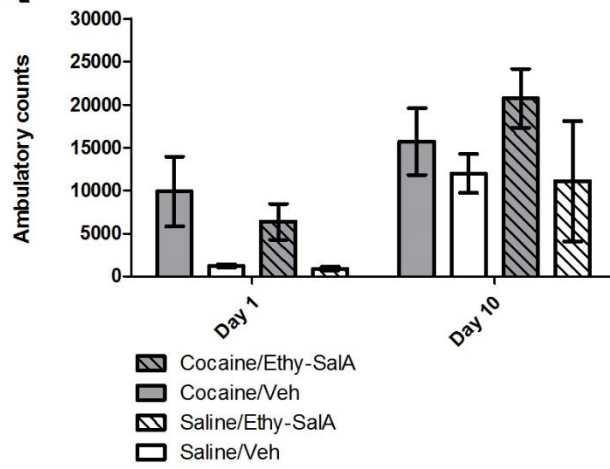 30000
25000
20000
15000
10000
5000
0
Ambulatory counts
Day 1
Day 10
Cocaine/Ethy-SalA
Cocaine/Veh
Saline/Ethy-SalA
Saline/Veh